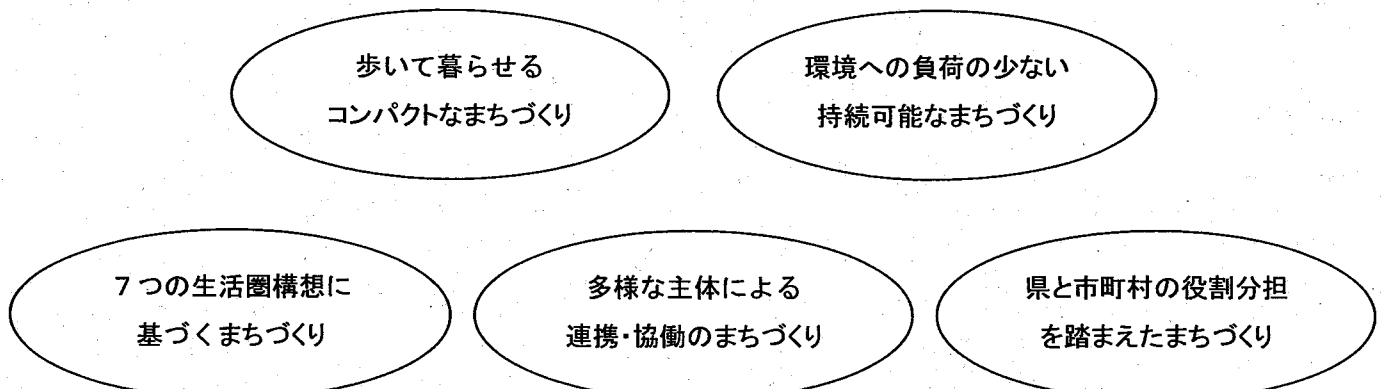 歩いて暮らせる
コンパクトなまちづくり
環境への負荷の少ない
持続可能なまちづくり
7つの生活圏構想に
基づくまちづくり
多様な主体による
連携・協働のまちづくり
県と市町村の役割分担
を踏まえたまちづくり